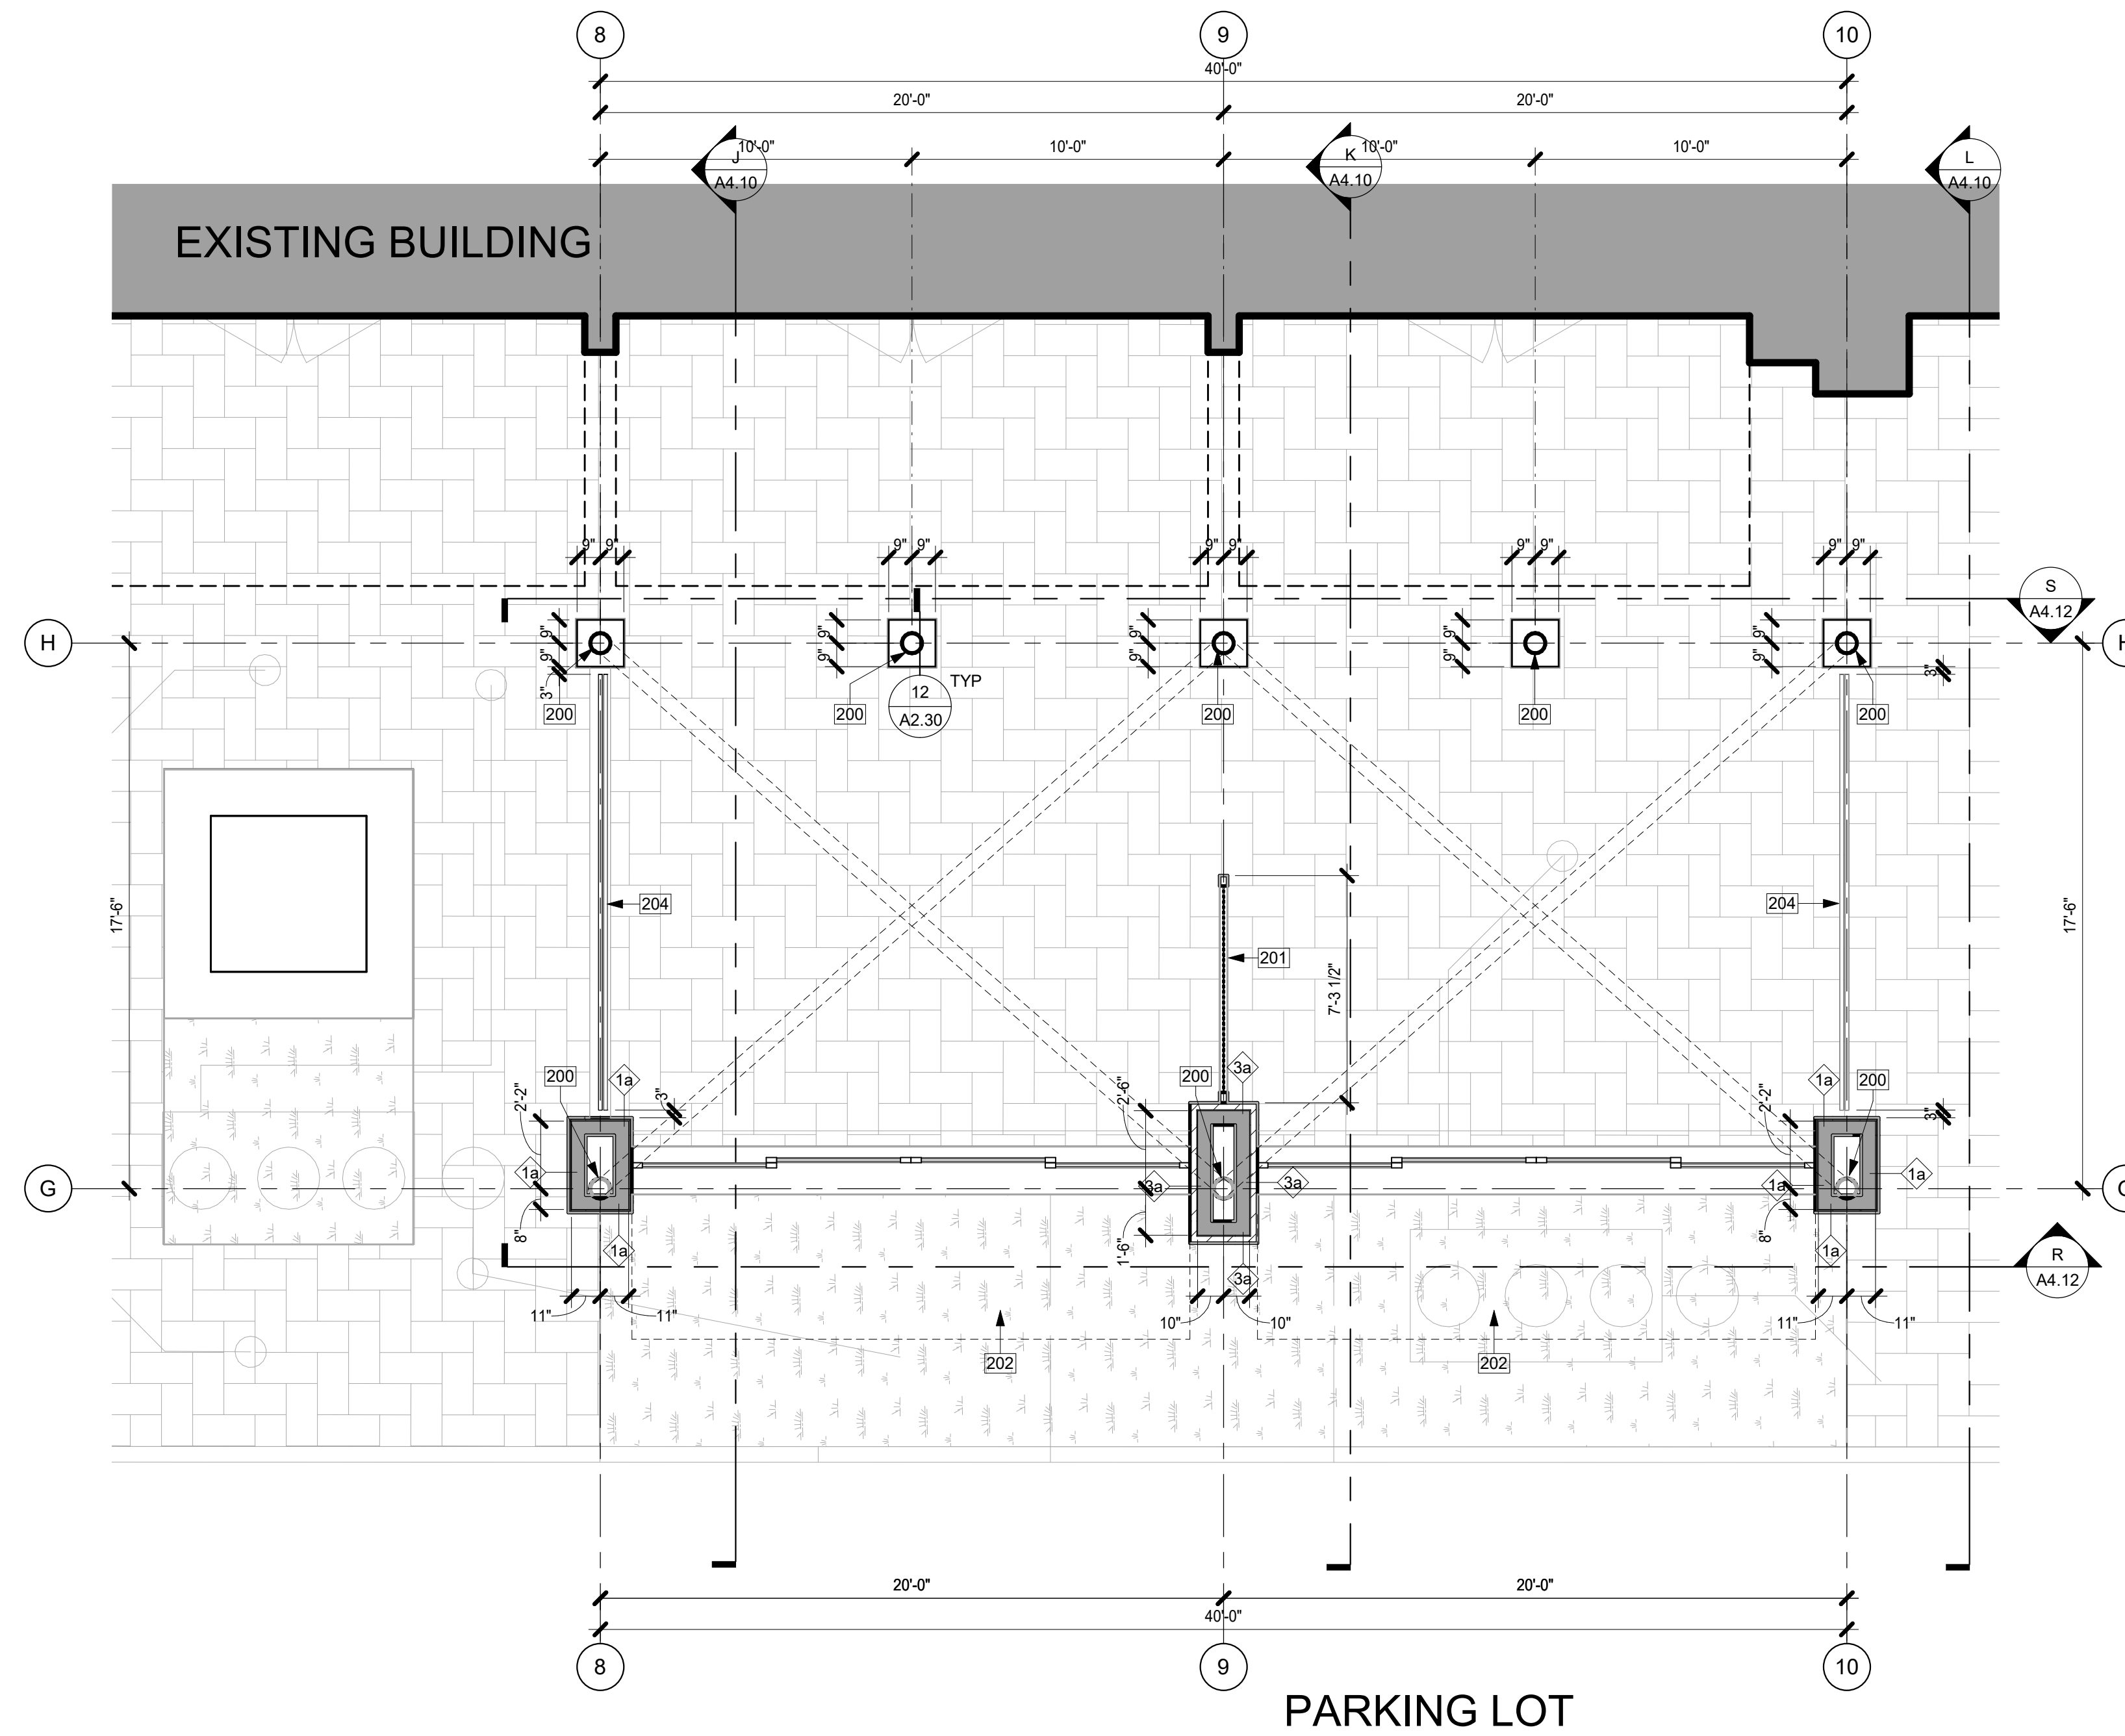 8
9
10
40'-0"
20'-0"
20'-0"
10'-0"
10'-0"
10'-0"
10'-0"
J
A4.10
K
A4.10
L
A4.10
EXISTING BUILDING
9"
9"
9"
9"
9"
9"
9"
9"
9"
9"
S
A4.12
H
H
9"
9"
9"
9"
9"
9"
9"
9"
9"
9"
3"
3"
200
200
200
200
200
12
A2.30
TYP
17'-6"
17'-6"
204
204
201
7'-3 1/2"
200
1a
2'-2"
3"
200
3a
2'-6"
1a
200
2'-2"
3"
1a
3a
3a
1a
1a
G
G
8"
1a
1'-6"
3a
8"
1a
R
A4.12
11"
11"
10"
10"
11"
11"
202
202
20'-0"
20'-0"
40'-0"
8
9
10
PARKING LOT